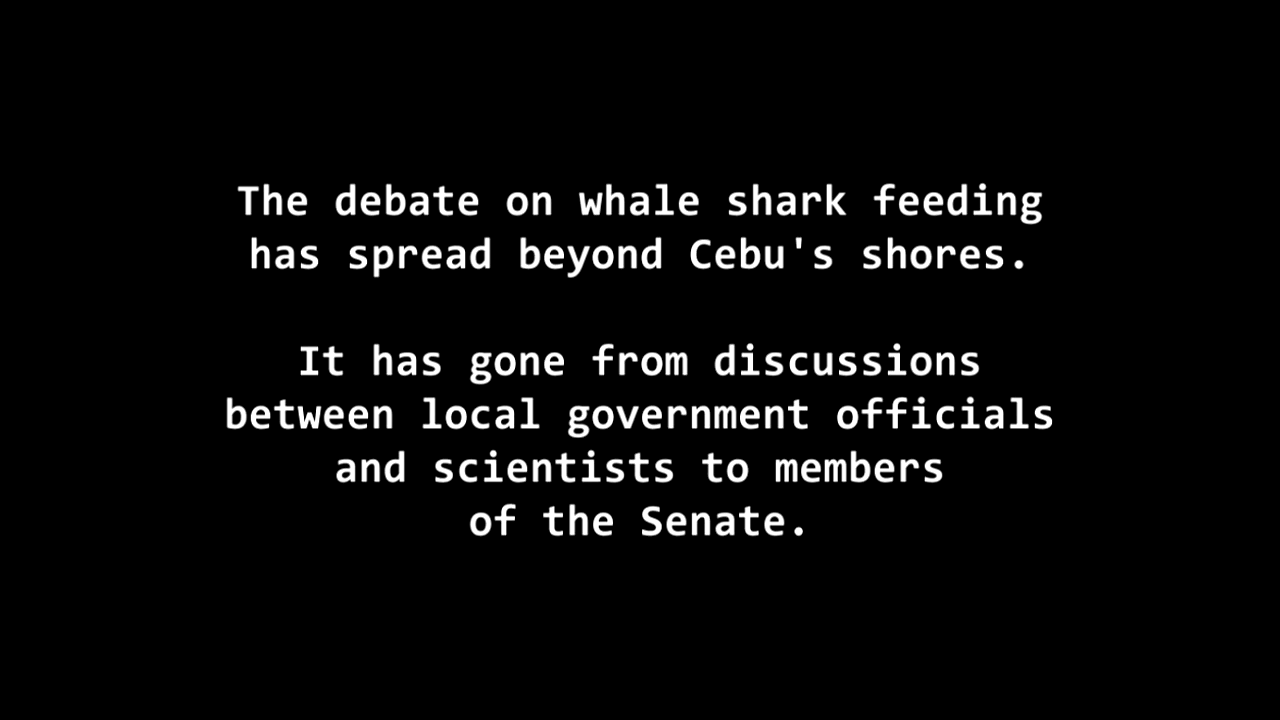 The debate on whale shark feeding
has spread beyond Cebu's shores.
It has gone from discussions
between local government officials
and scientists to members
of the Senate.